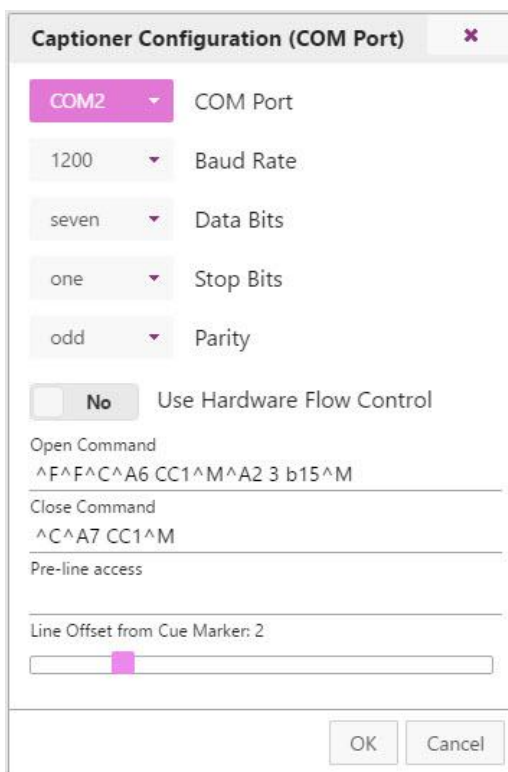 Captioner Configuration (COM Port) ✖
COM2 COM Port
1200 Baud Rate
seven Data Bits
one Stop Bits
odd Parity
No Use Hardware Flow Control
Open Command
^F^F^C^A6 CC1^M^A2 3 b15^M
Close Command
^C^A7 CC1^M
Pre-line access
Line Offset from Cue Marker: 2
OK Cancel